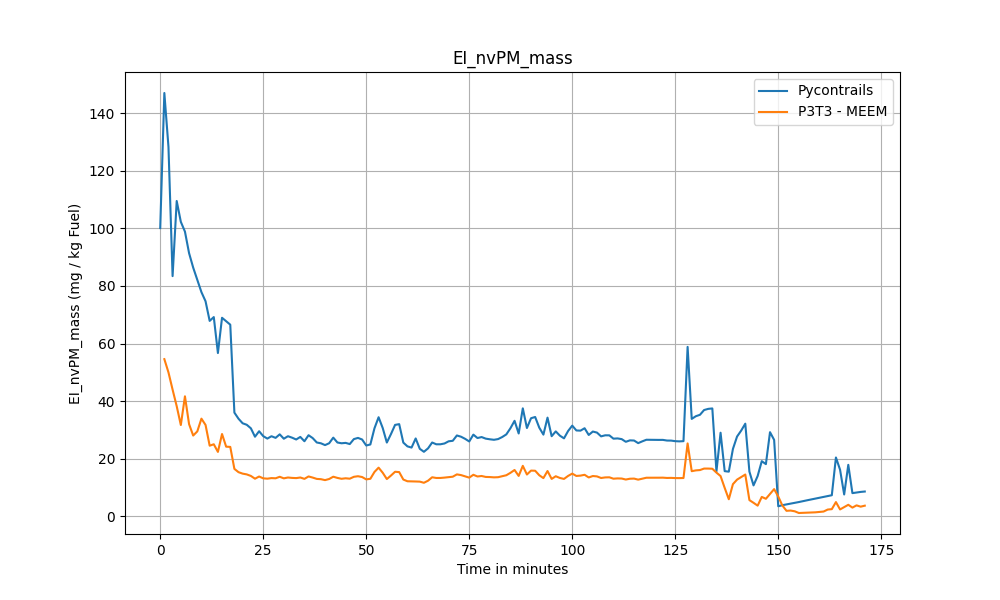 EI_nvPM_mass
Pycontrails
P3T3 - MEEM
EI_nvPM_mass (mg / kg Fuel)
140
120
100
80
60
40
20
0
0 25 50 75 100 125 150 175
Time in minutes